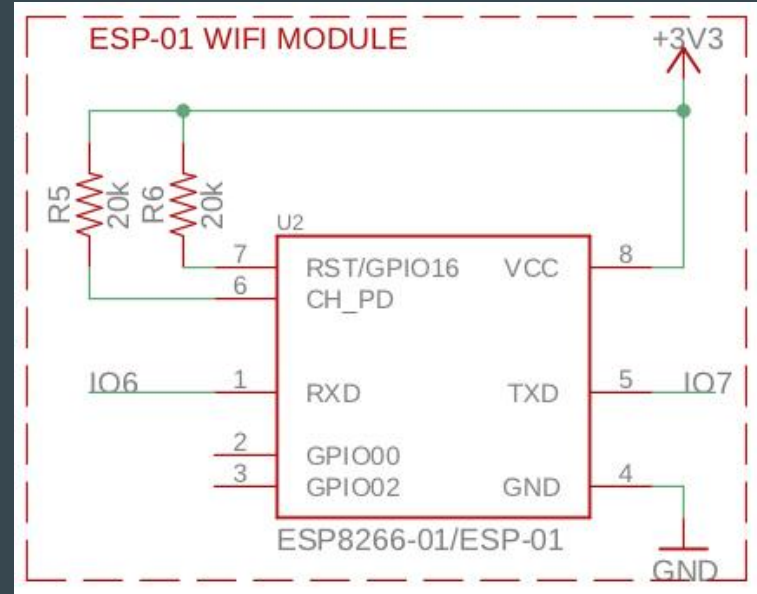 ESP-01 WIFI MODULE
+3V3
R5
20k
R6
20k
U2
7
RST/GPIO16
VCC
8
6
CH_PD
IO6
1
RXD
TXD
5
IO7
2
GPIO00
3
GPIO02
GND
4
ESP8266-01/ESP-01
GND